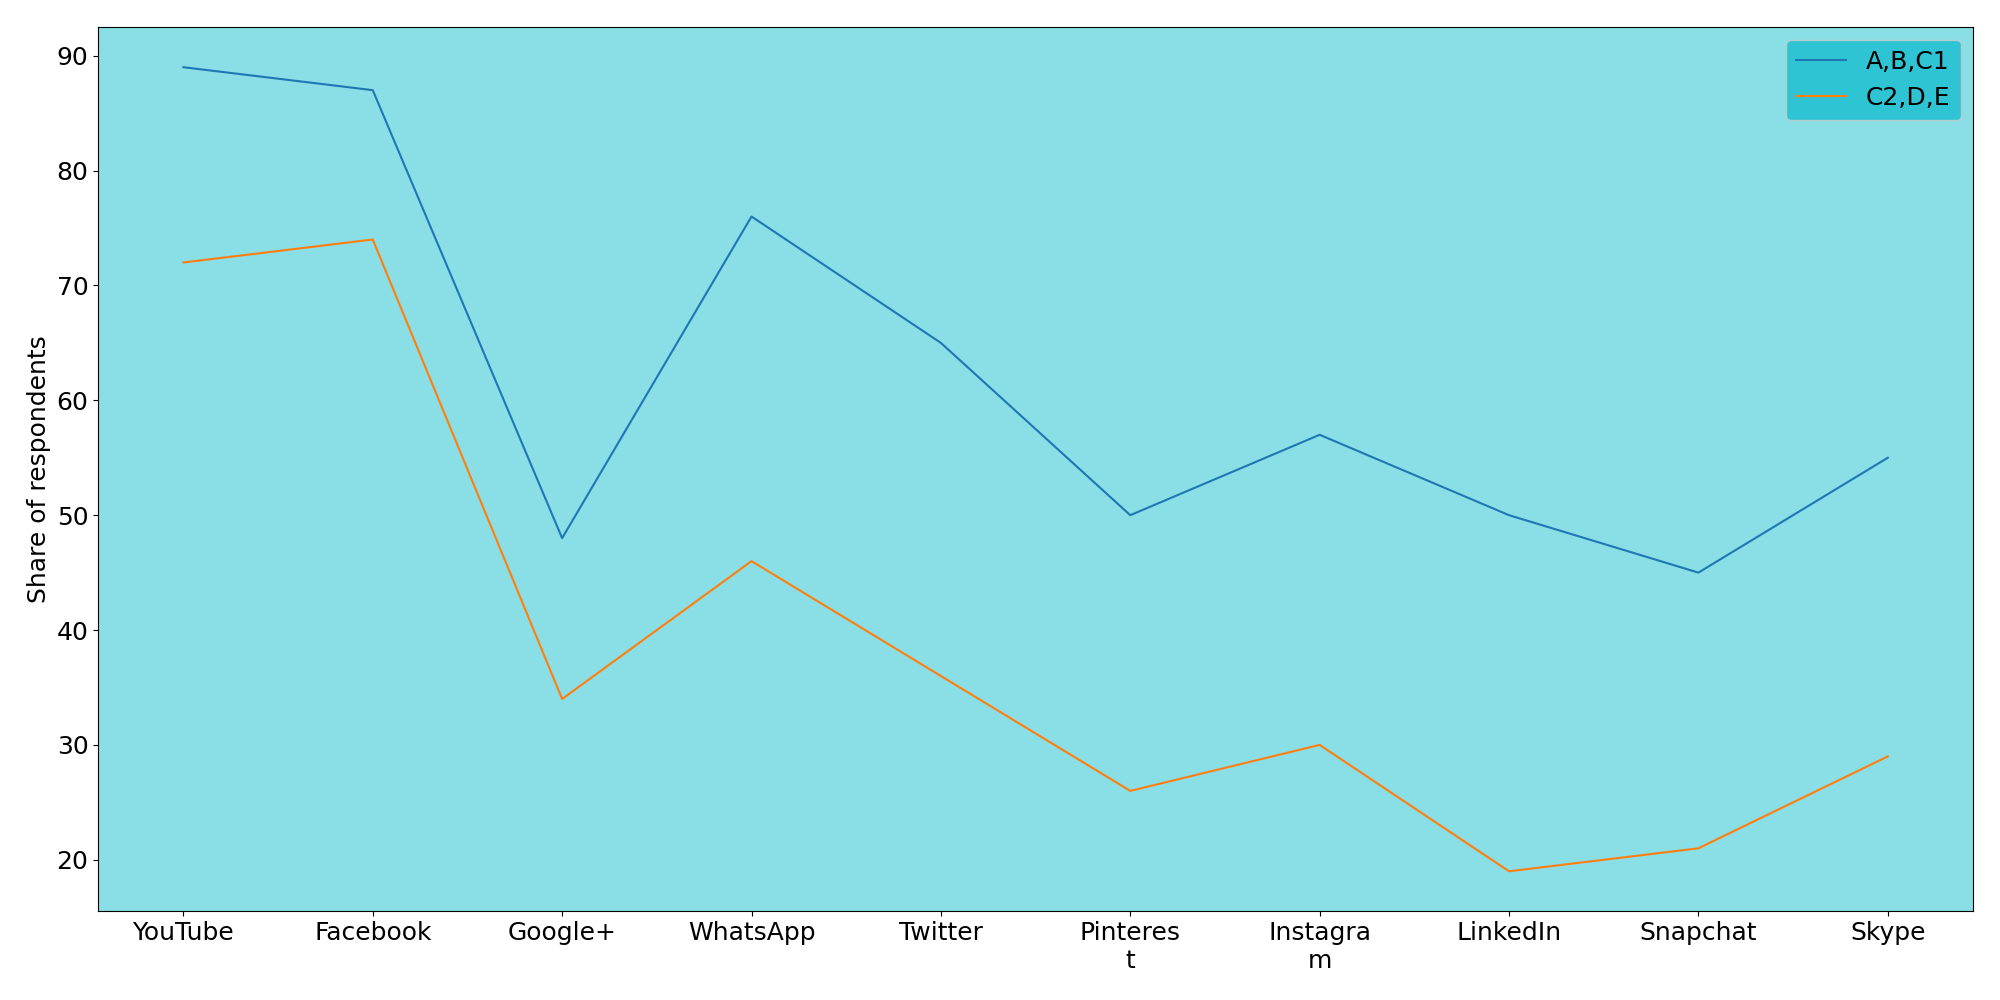 A,B,C1
C2,D,E
Share of respondents
90
80
70
60
50
40
30
20
YouTube
Facebook
Google+
WhatsApp
Twitter
Pinteres
t
Instagra
m
LinkedIn
Snapchat
Skype